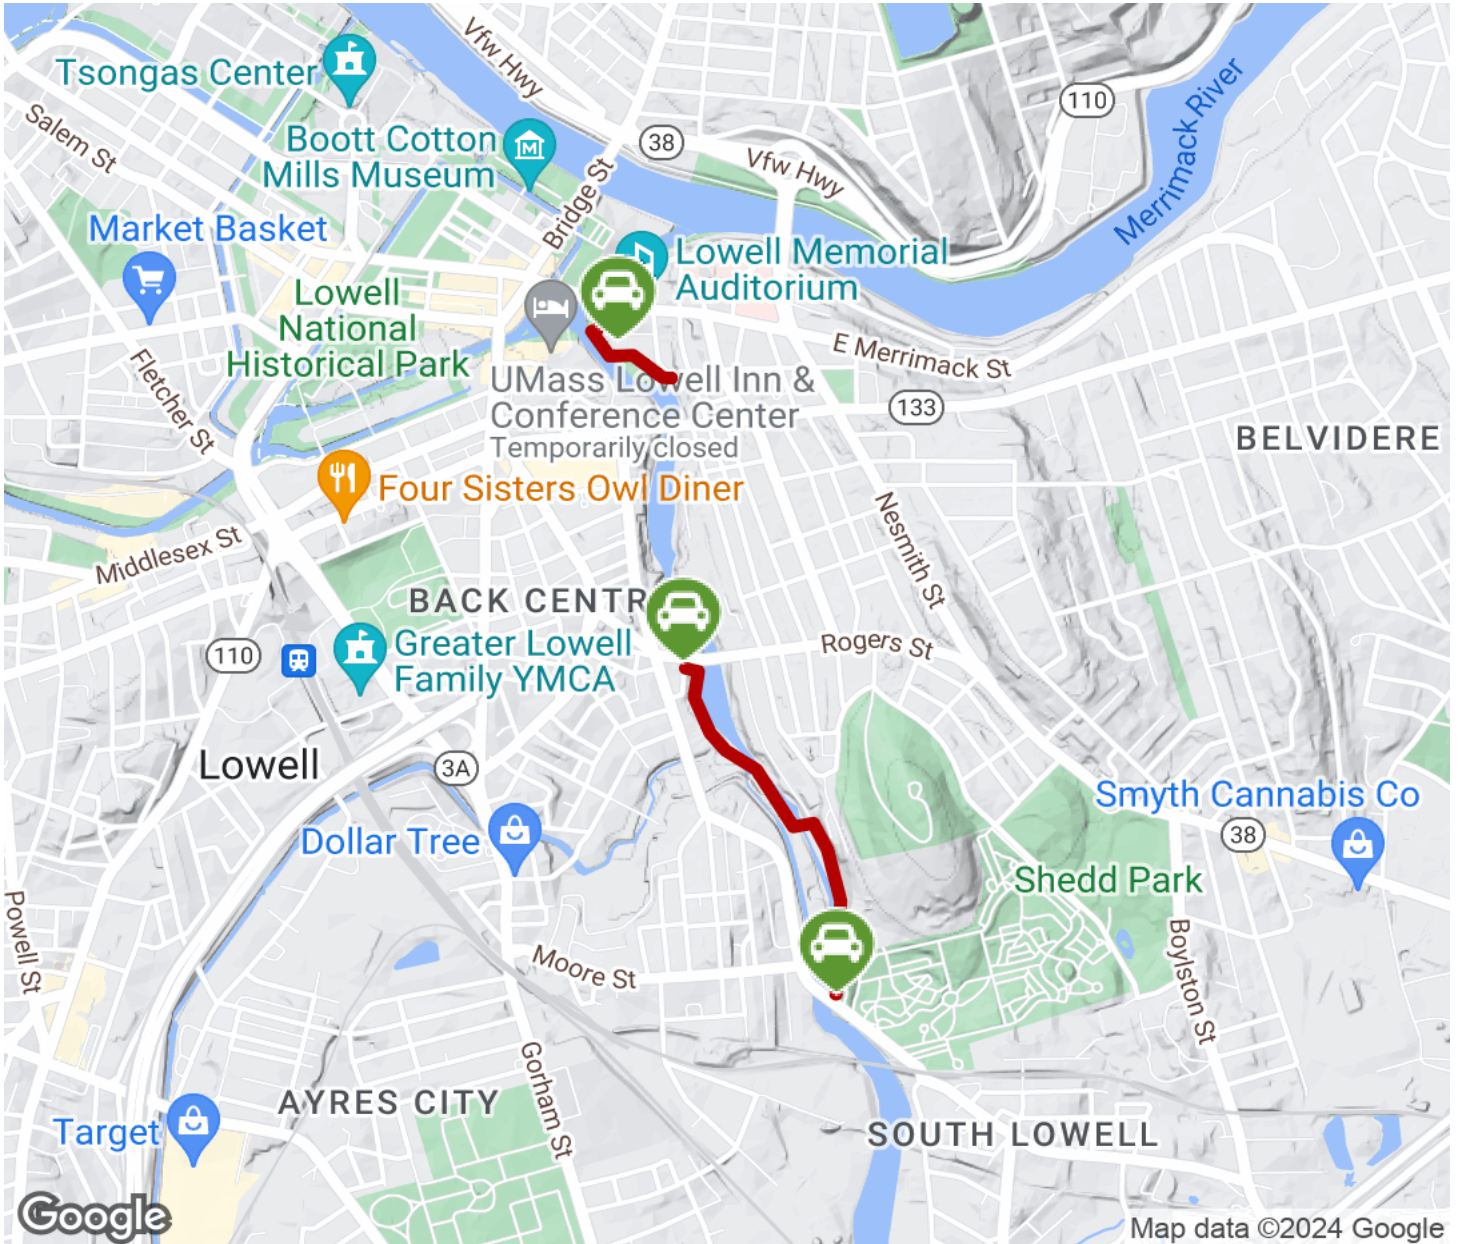 Vfw Hwy
Tsongas Center
110
Merrimack River
Salem St
Boott Cotton
Mills Museum
38
Vfw Hwy
Bridge St
Market Basket
Lowell Memorial
Auditorium
Lowell
National
Historical Park
E Merrimack St
Fletcher St
UMass Lowell Inn &
Conference Center
Temporarily closed
133
BELVIDERE
Four Sisters Owl Diner
Nesmith St
Middlesex St
BACK CENTR
110
Greater Lowell
Family YMCA
Rogers St
Lowell
3A
Smyth Cannabis Co
38
Dollar Tree
Shedd Park
Powell St
Moore St
Boylston St
Gorham St
AYRES CITY
Target
SOUTH LOWELL
Google
Map data ©2024 Google